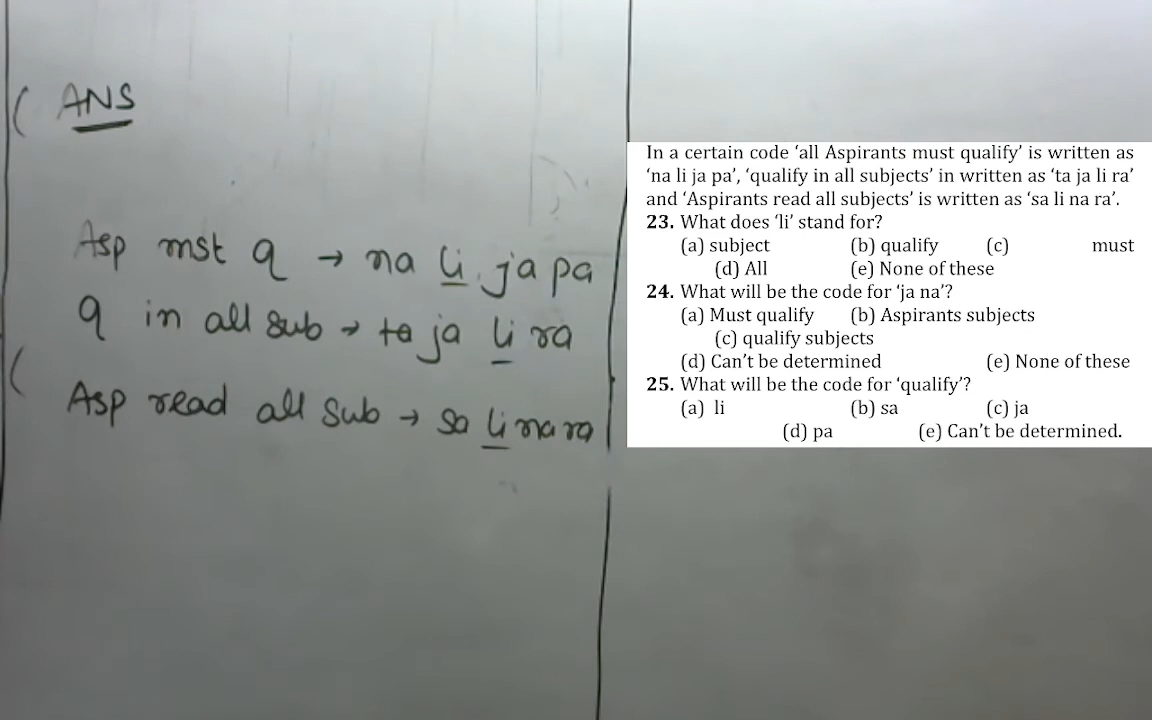 ANS
Asp mst q → na li ja pa
q in all sub → ta ja li ra
Asp read all sub → sa li na ra
In a certain code ‘all Aspirants must qualify’ is written as
‘na li ja pa’, ‘qualify in all subjects’ in written as ‘ta ja li ra’
and ‘Aspirants read all subjects’ is written as ‘sa li na ra’.
23. What does ‘li’ stand for?
(a) subject (b) qualify (c) must
(d) All (e) None of these
24. What will be the code for ‘ja na’?
(a) Must qualify (b) Aspirants subjects
(c) qualify subjects
(d) Can’t be determined (e) None of these
25. What will be the code for ‘qualify’?
(a) li (b) sa (c) ja
(d) pa (e) Can’t be determined.